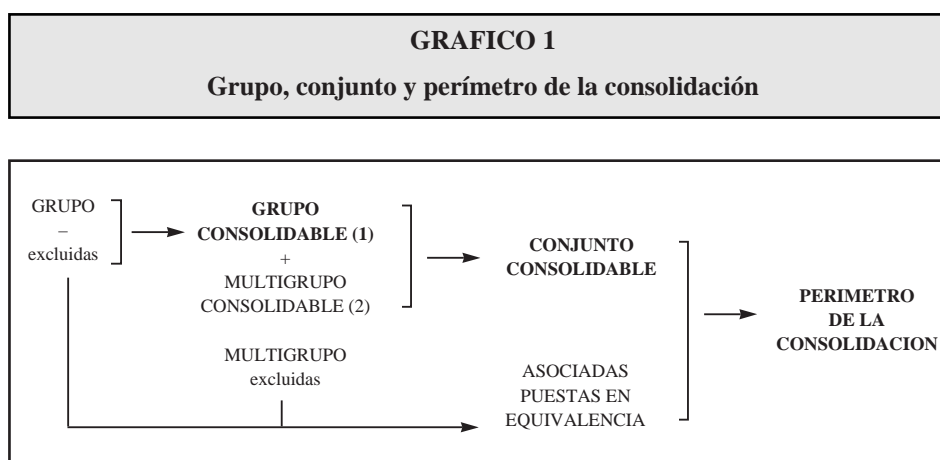 GRAFICO 1
Grupo, conjunto y perímetro de la consolidación
GRUPO
–
excluidas
GRUPO
CONSOLIDABLE (1)
+
MULTIGRUPO
CONSOLIDABLE (2)
MULTIGRUPO
excluidas
CONJUNTO
CONSOLIDABLE
ASOCIADAS
PUESTAS EN
EQUIVALENCIA
PERIMETRO
DE LA
CONSOLIDACION